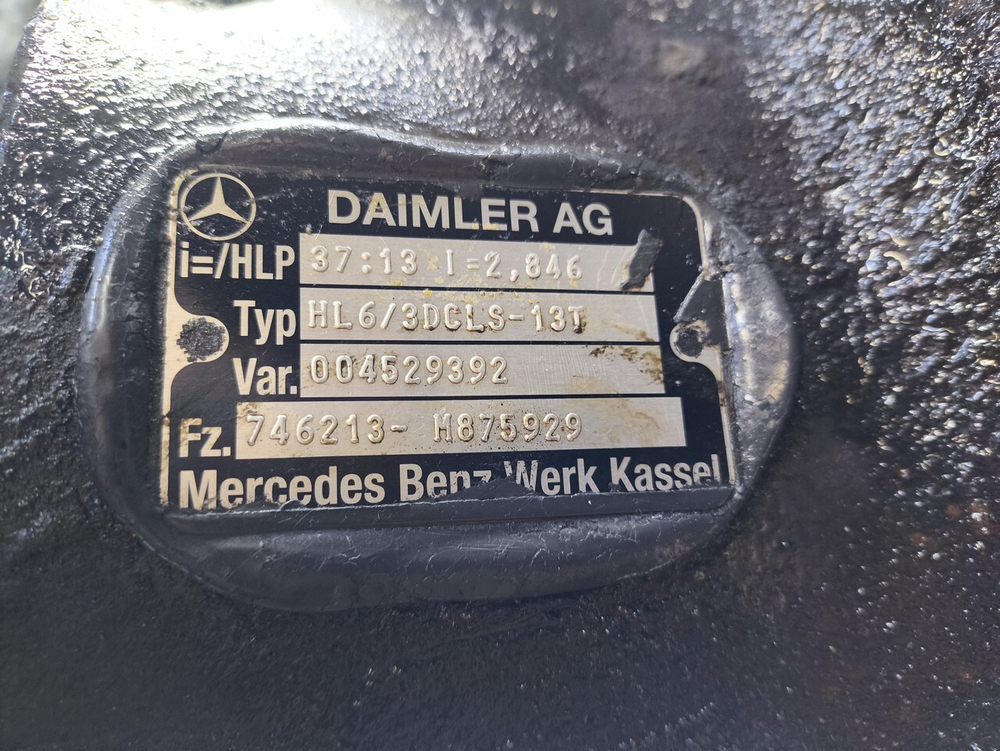 DAIMLER AG
i=/HLP 37:13 I=2,846
Typ HL6/3DCLS-13T
Var. 004529392
Fz. 746213- M875929
Mercedes Benz Werk Kassel